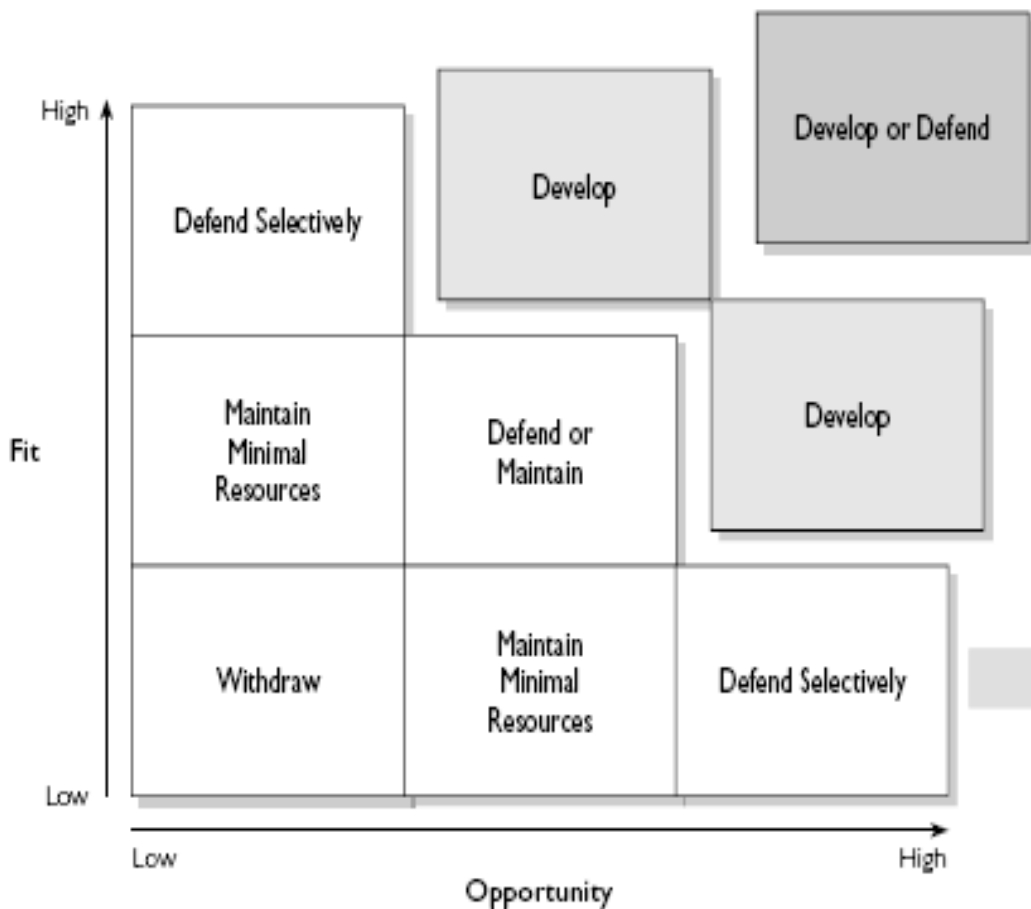 Develop or Defend
High
Develop
Defend Selectively
Develop
Maintain
Minimal
Resources
Defend or
Maintain
Fit
Withdraw
Maintain
Minimal
Resources
Defend Selectively
Low
Low
High
Opportunity